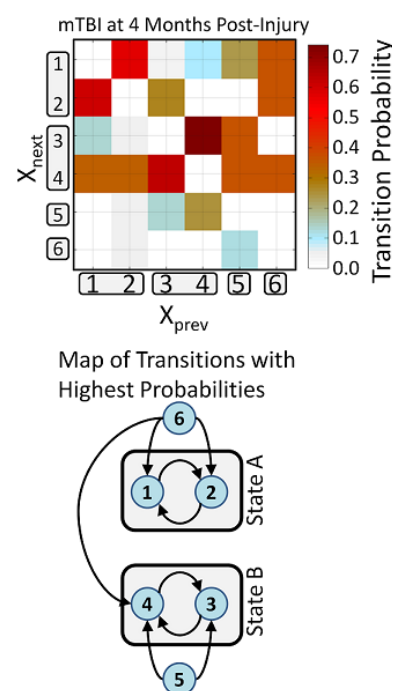 mTBI at 4 Months Post-Injury
1
2
3
4
5
6
X_next
1 2 3 4 5 6
X_prev
0.7
0.6
0.5
0.4
0.3
0.2
0.1
0.0
Transition Probability
Map of Transitions with
Highest Probabilities
6
1 2
State A
4 3
State B
5